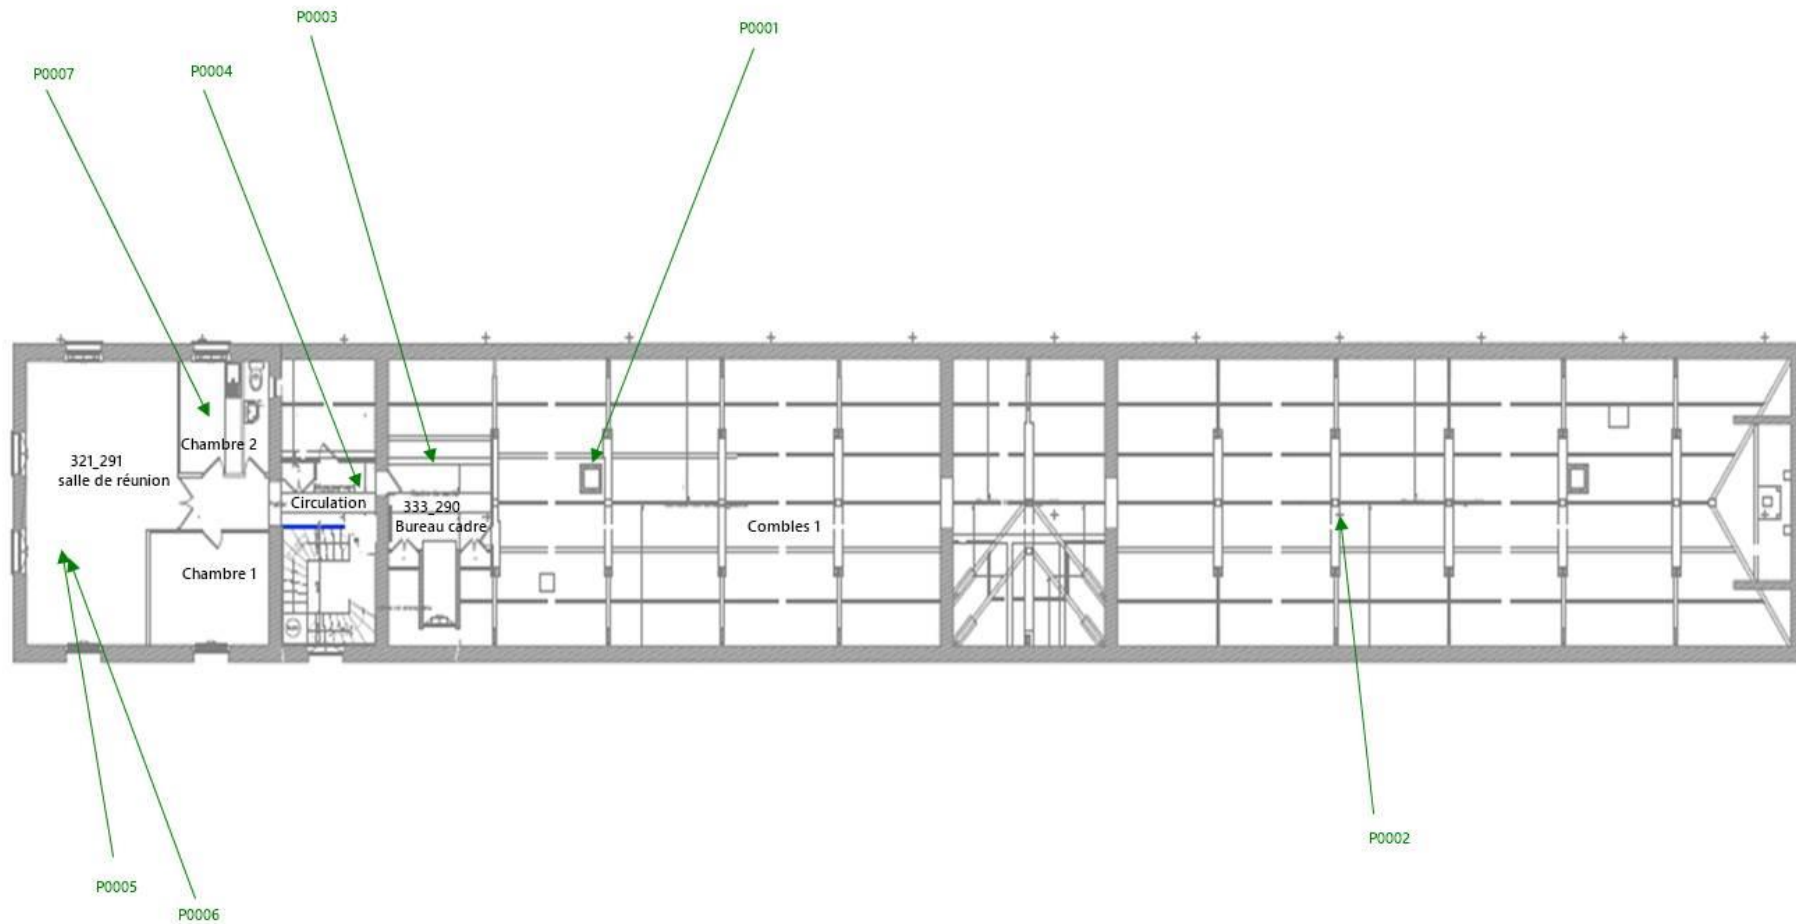 P0003
P0001
P0007
P0004
321_291
salle de réunion
Chambre 2
Circulation
333_290
Bureau cadre
Combles 1
Chambre 1
P0002
P0005
P0006